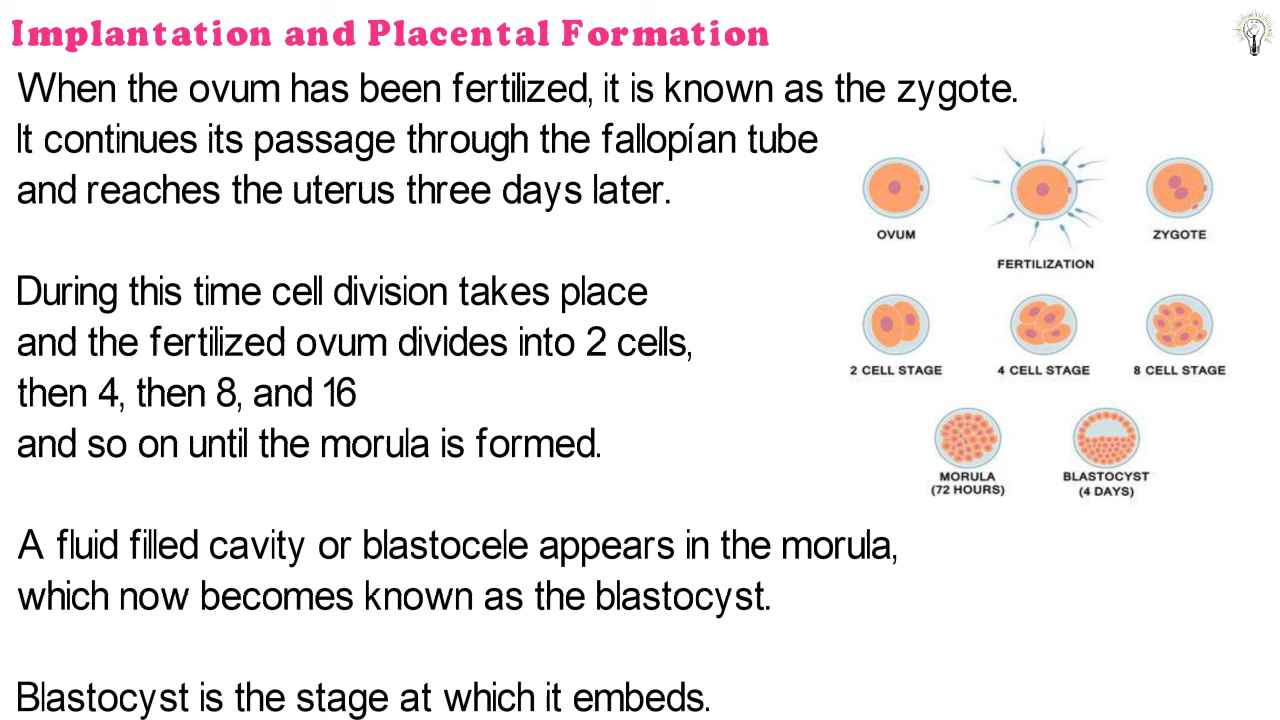 Implantation and Placental Formation
When the ovum has been fertilized, it is known as the zygote.
It continues its passage through the fallopían tube
and reaches the uterus three days later.
During this time cell division takes place
and the fertilized ovum divides into 2 cells,
then 4, then 8, and 16
and so on until the morula is formed.
A fluid filled cavity or blastocele appears in the morula,
which now becomes known as the blastocyst.
Blastocyst is the stage at which it embeds.
OVUM
FERTILIZATION
ZYGOTE
2 CELL STAGE
4 CELL STAGE
8 CELL STAGE
MORULA
(72 HOURS)
BLASTOCYST
(4 DAYS)